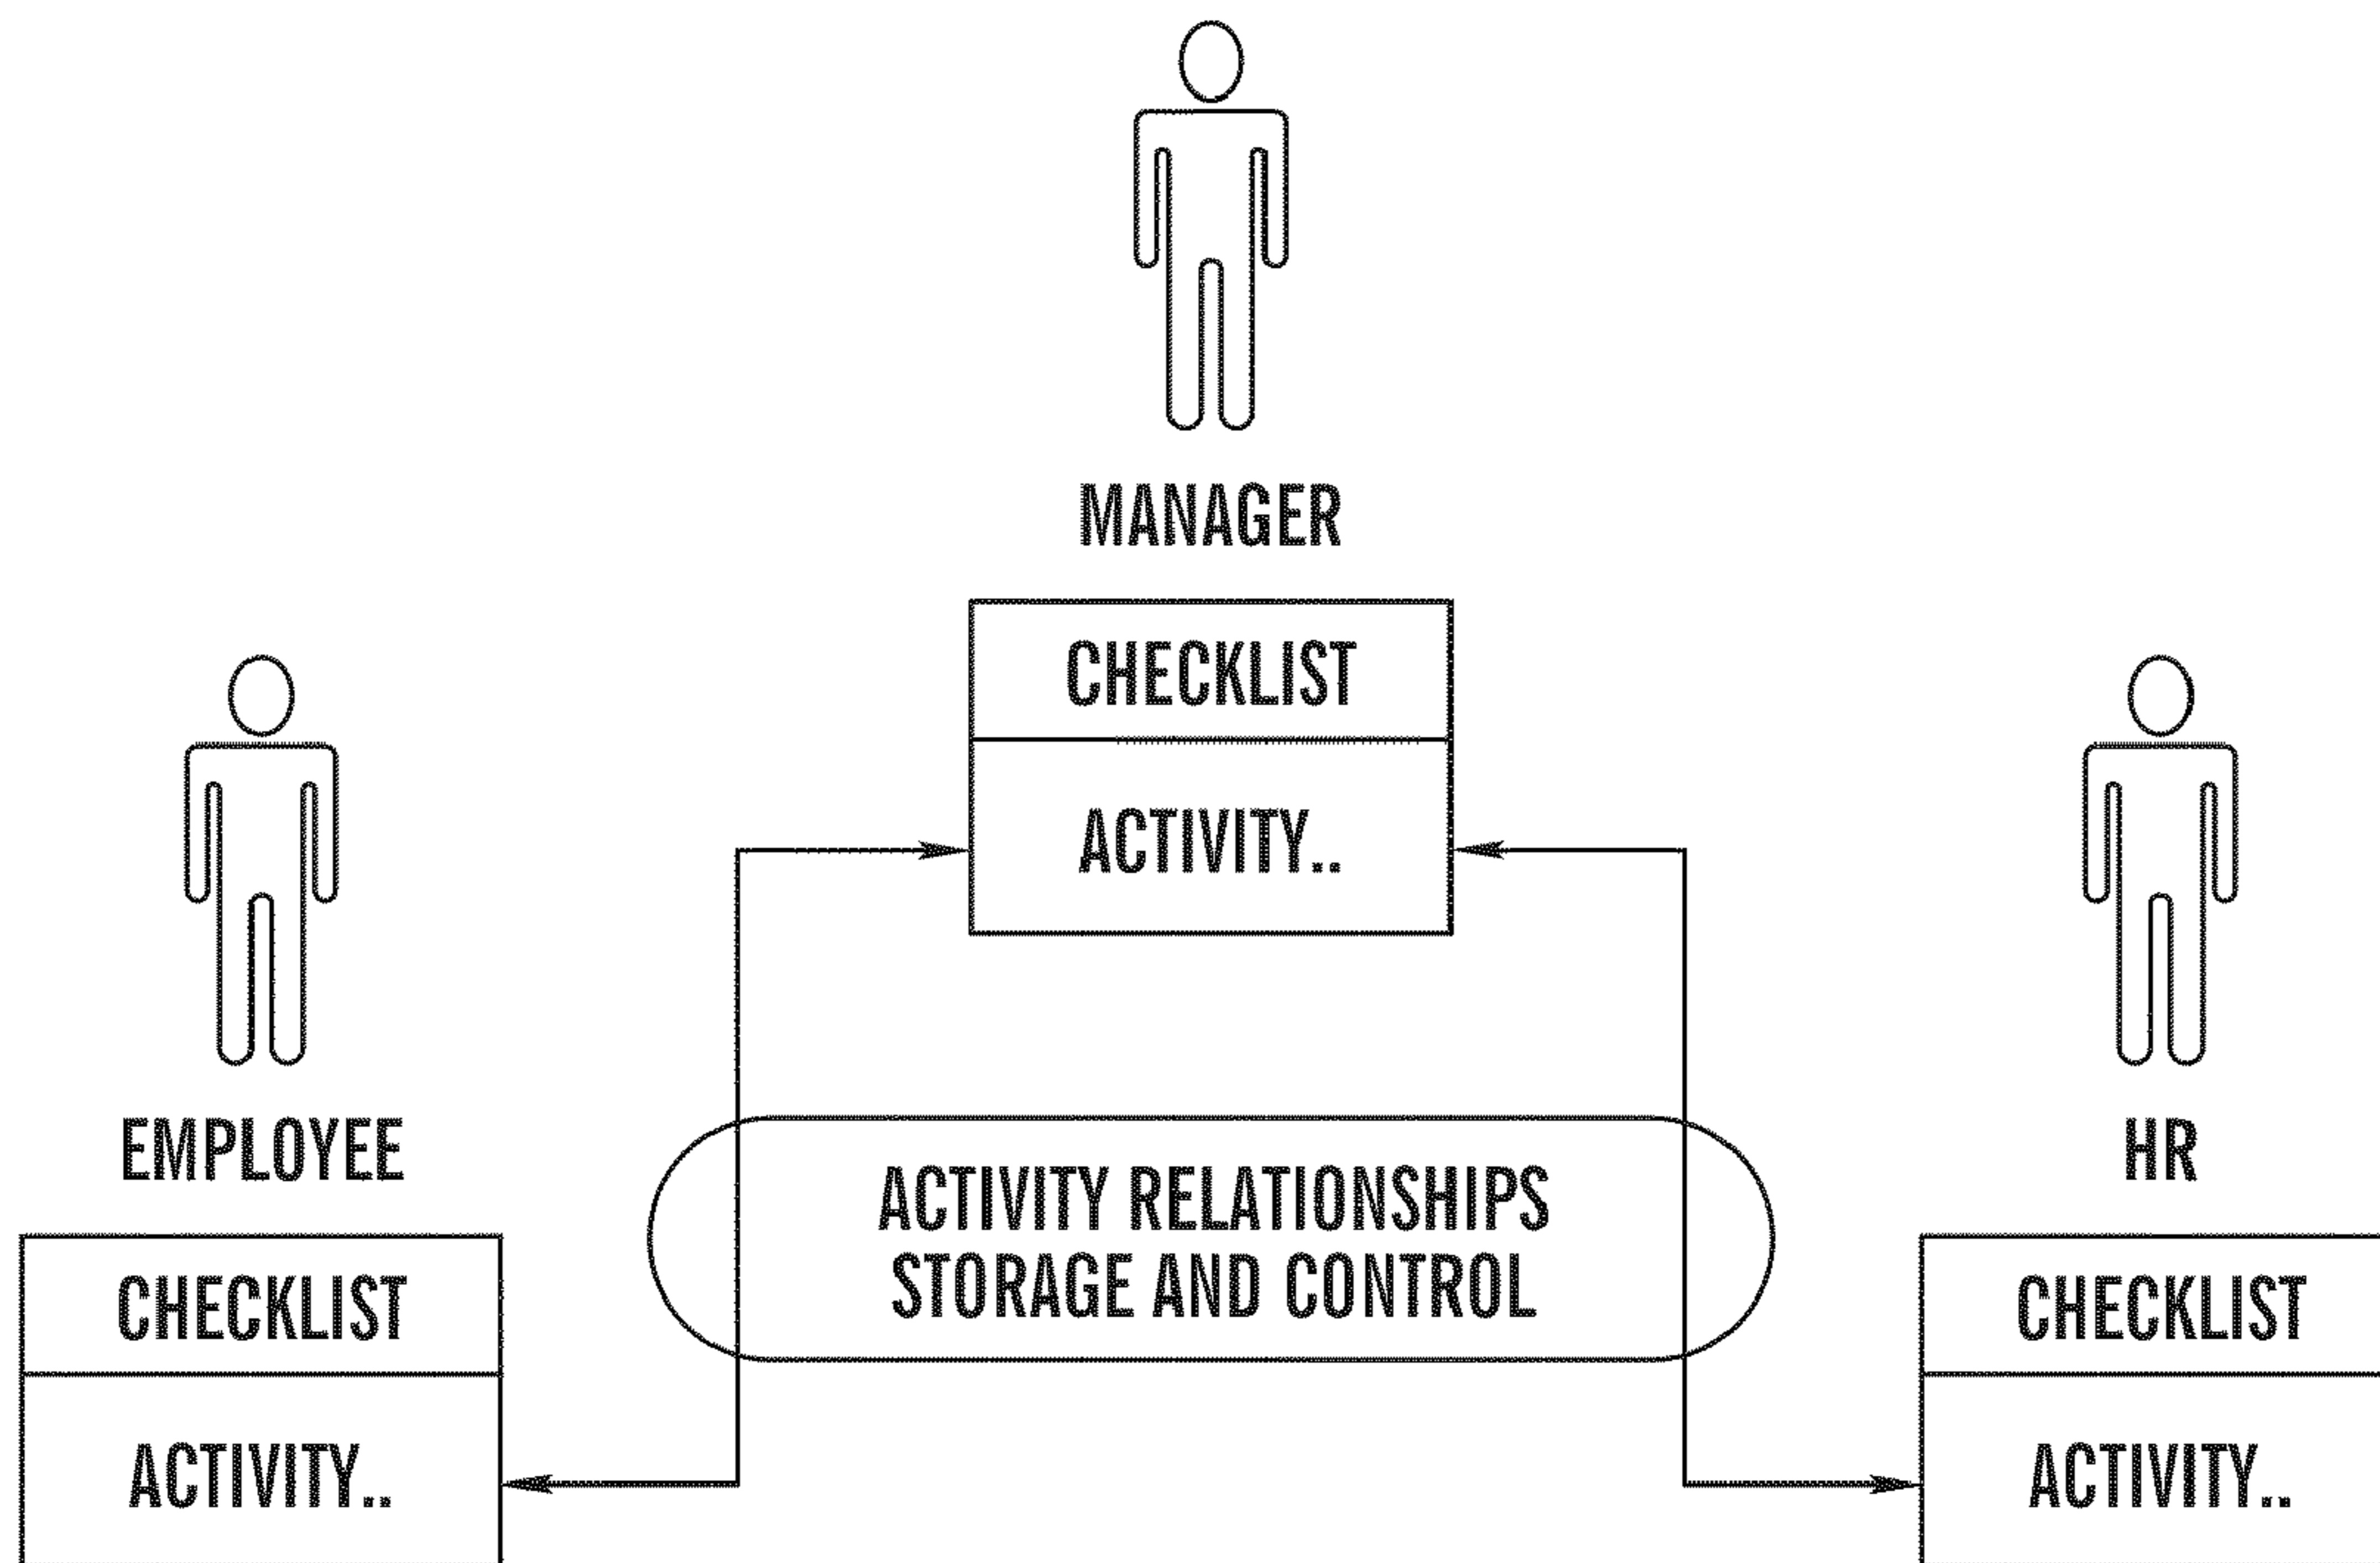 MANAGER
CHECKLIST
ACTIVITY..
EMPLOYEE
CHECKLIST
ACTIVITY..
ACTIVITY RELATIONSHIPS
STORAGE AND CONTROL
HR
CHECKLIST
ACTIVITY..